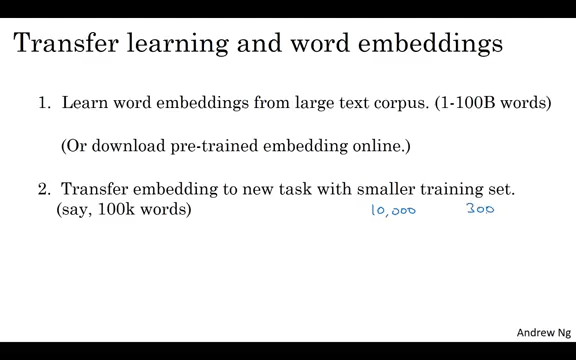 Transfer learning and word embeddings
1. Learn word embeddings from large text corpus. (1-100B words)
(Or download pre-trained embedding online.)
2. Transfer embedding to new task with smaller training set.
(say, 100k words) 10,000 300
Andrew Ng